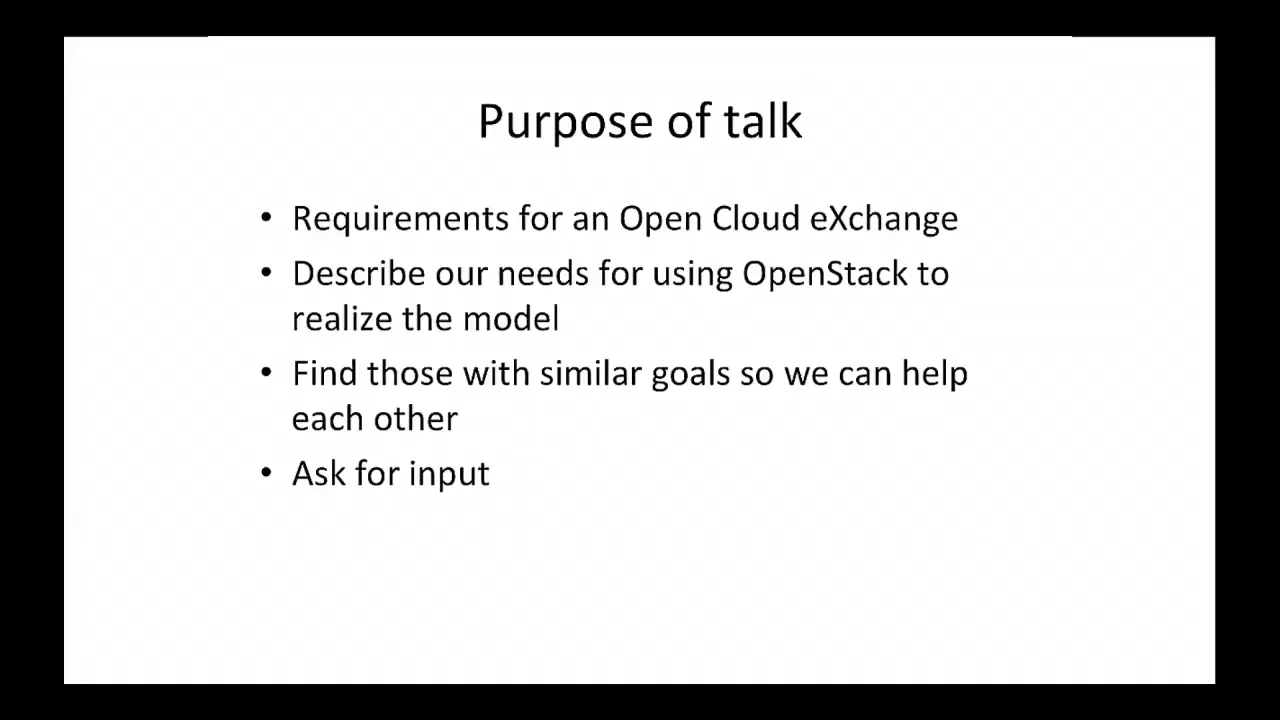 Purpose of talk
• Requirements for an Open Cloud eXchange
• Describe our needs for using OpenStack to
realize the model
• Find those with similar goals so we can help
each other
• Ask for input